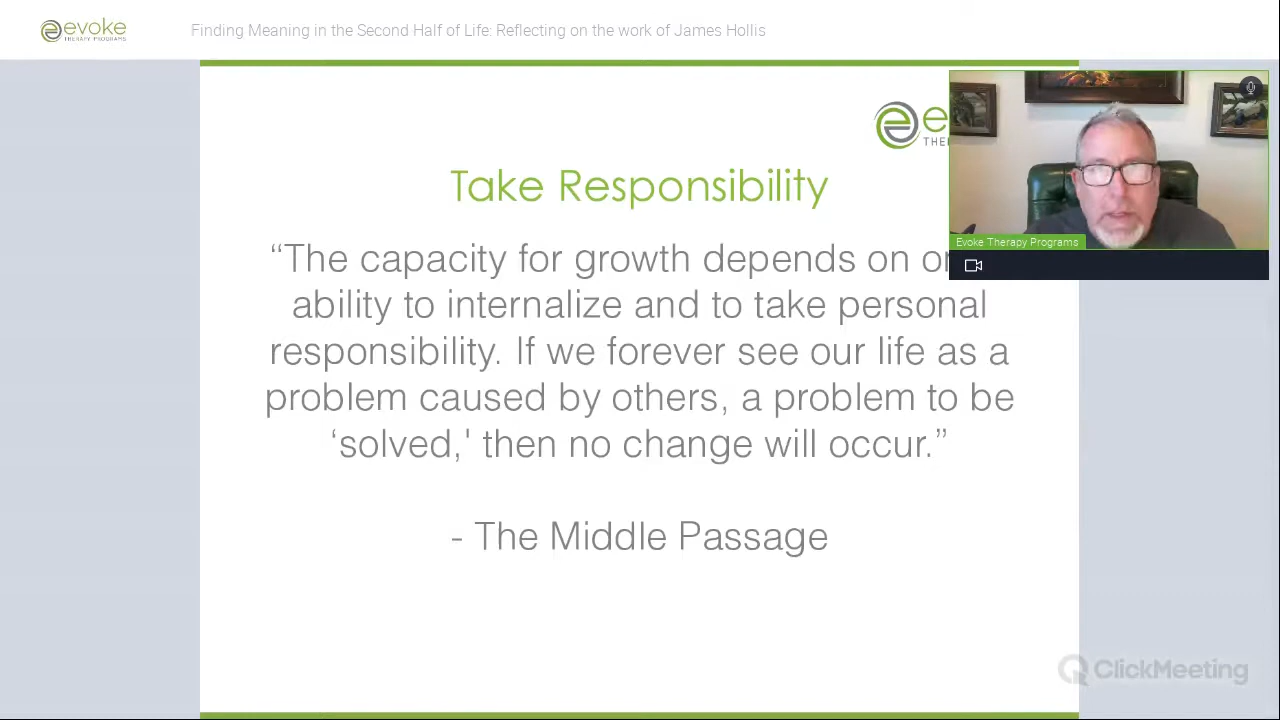 evoke
THERAPY PROGRAMS
Finding Meaning in the Second Half of Life: Reflecting on the work of James Hollis
e
THE
Take Responsibility
“The capacity for growth depends on
ability to internalize and to take personal
responsibility. If we forever see our life as a
problem caused by others, a problem to be
‘solved,' then no change will occur.”
- The Middle Passage
Evoke Therapy Programs
ClickMeeting